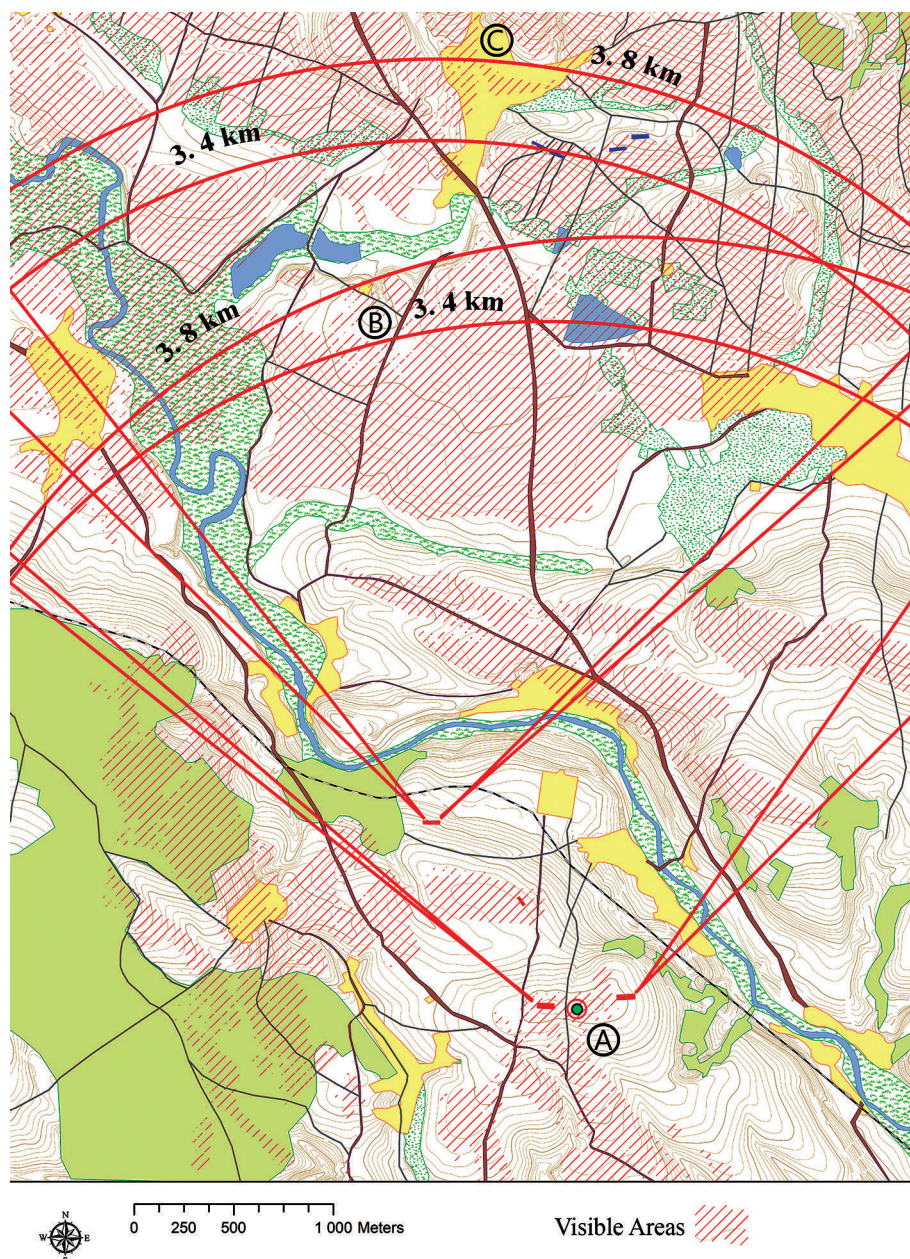 Ⓒ
3. 8 km
3. 4 km
3. 4 km
Ⓑ
3. 8 km
Ⓐ
N
W E
S
0 250 500 1 000 Meters
Visible Areas